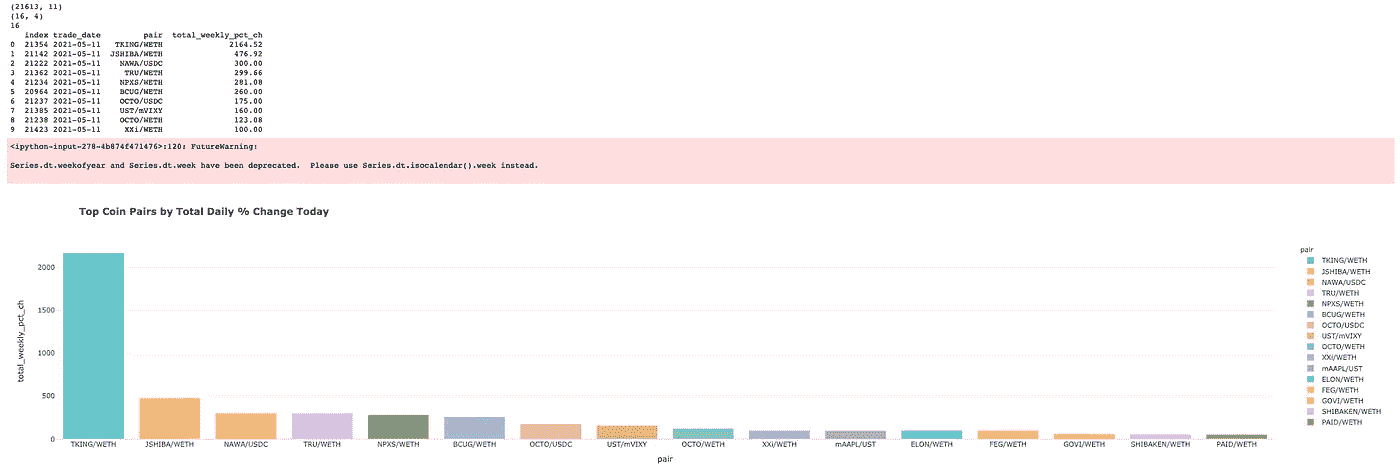 (21613, 11)
(16, 4)
16
index trade_date pair total_weekly_pct_ch
0 21354 2021-05-11 TKING/WETH 2164.52
1 21142 2021-05-11 JSHIBA/WETH 476.92
2 21222 2021-05-11 NAWA/USDC 300.00
3 21362 2021-05-11 TRU/WETH 299.66
4 21234 2021-05-11 NPXS/WETH 281.08
5 20964 2021-05-11 BCUG/WETH 260.00
6 21237 2021-05-11 OCTO/USDC 175.00
7 21385 2021-05-11 UST/mVIXY 160.00
8 21238 2021-05-11 OCTO/WETH 123.08
9 21423 2021-05-11 XXi/WETH 100.00
<ipython-input-278-4b874f471476>:120: FutureWarning:
Series.dt.weekofyear and Series.dt.week have been deprecated. Please use Series.dt.isocalendar().week instead.
Top Coin Pairs by Total Daily % Change Today
total_weekly_pct_ch
2000
1500
1000
500
0
TKING/WETH JSHIBA/WETH NAWA/USDC TRU/WETH NPXS/WETH BCUG/WETH OCTO/USDC UST/mVIXY OCTO/WETH XXi/WETH mAAPL/UST ELON/WETH FEG/WETH GOVI/WETH SHIBAKEN/WETH PAID/WETH
pair
pair
TKING/WETH
JSHIBA/WETH
NAWA/USDC
TRU/WETH
NPXS/WETH
BCUG/WETH
OCTO/USDC
UST/mVIXY
OCTO/WETH
XXi/WETH
mAAPL/UST
ELON/WETH
FEG/WETH
GOVI/WETH
SHIBAKEN/WETH
PAID/WETH